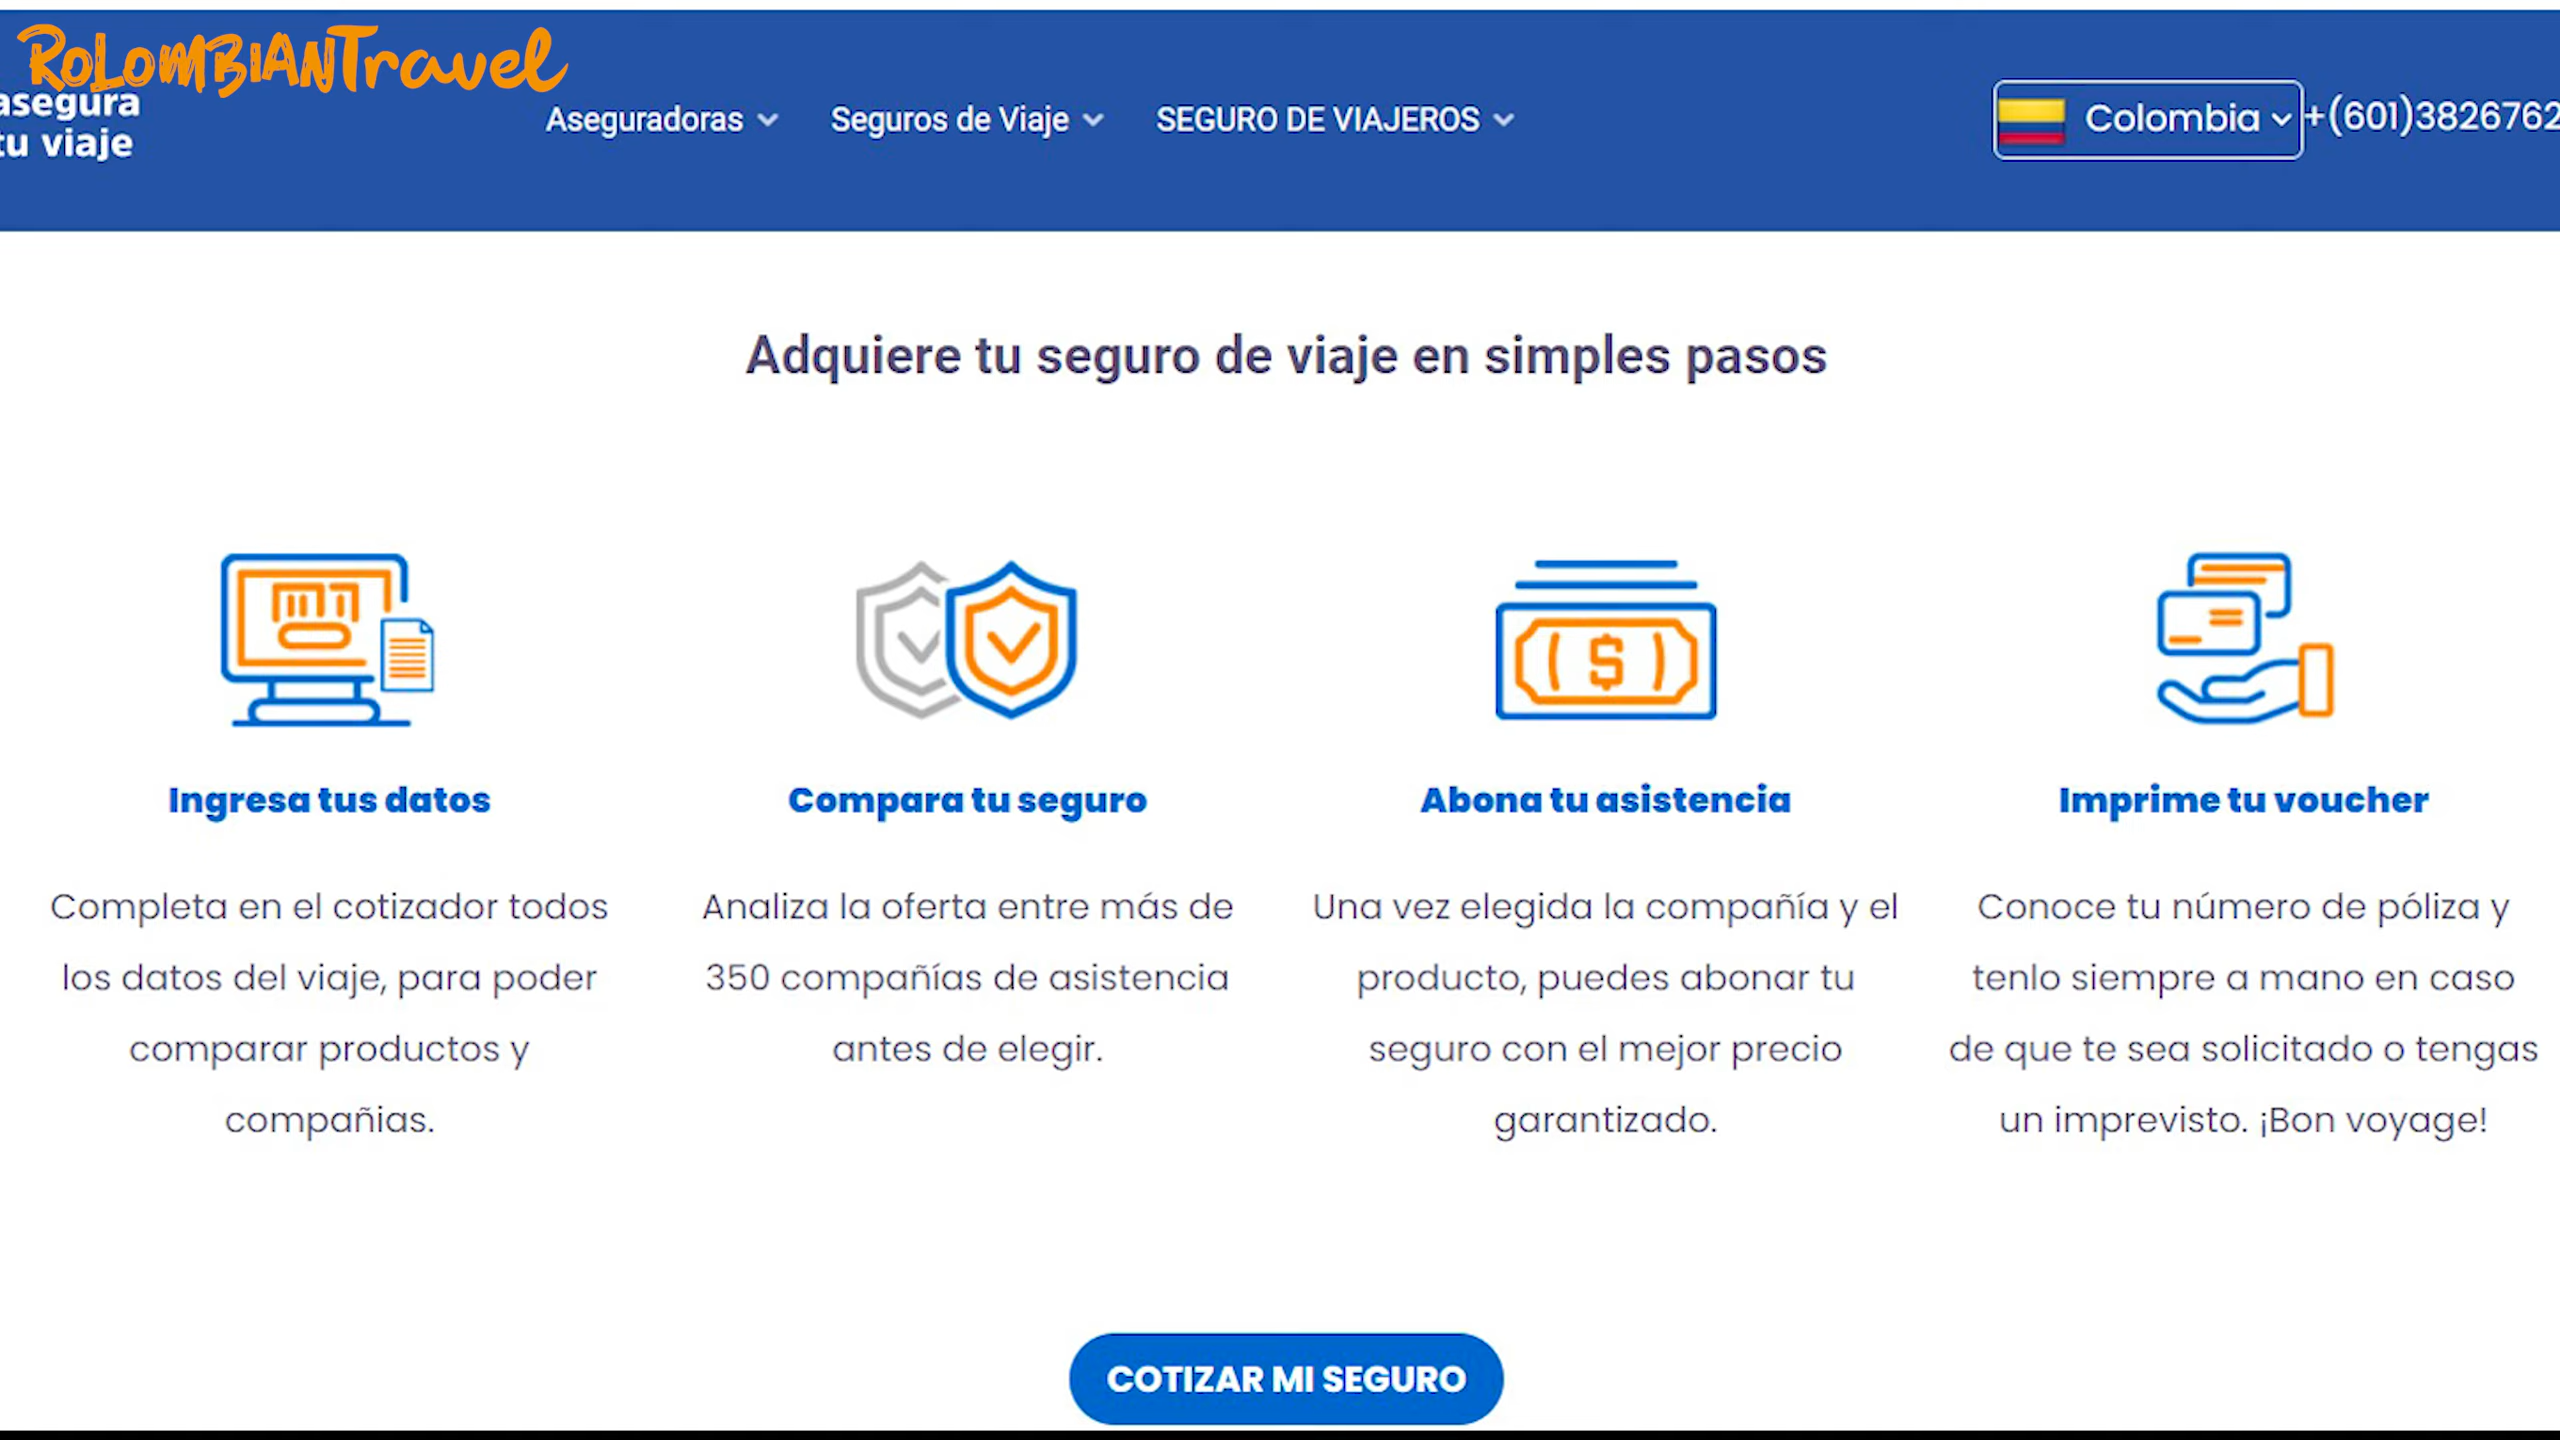 RoLOMBIANTravel
asegura
tu viaje
Aseguradoras
Seguros de Viaje
SEGURO DE VIAJEROS
Colombia
+(601)3826762
Adquiere tu seguro de viaje en simples pasos
Ingresa tus datos
Completa en el cotizador todos
los datos del viaje, para poder
comparar productos y
compañias.
Compara tu seguro
Analiza la oferta entre más de
350 compañías de asistencia
antes de elegir.
Abona tu asistencia
Una vez elegida la compañía y el
producto, puedes abonar tu
seguro con el mejor precio
garantizado.
Imprime tu voucher
Conoce tu número de póliza y
tenlo siempre a mano en caso
de que te sea solicitado o tengas
un imprevisto. ¡Bon voyage!
COTIZAR MI SEGURO